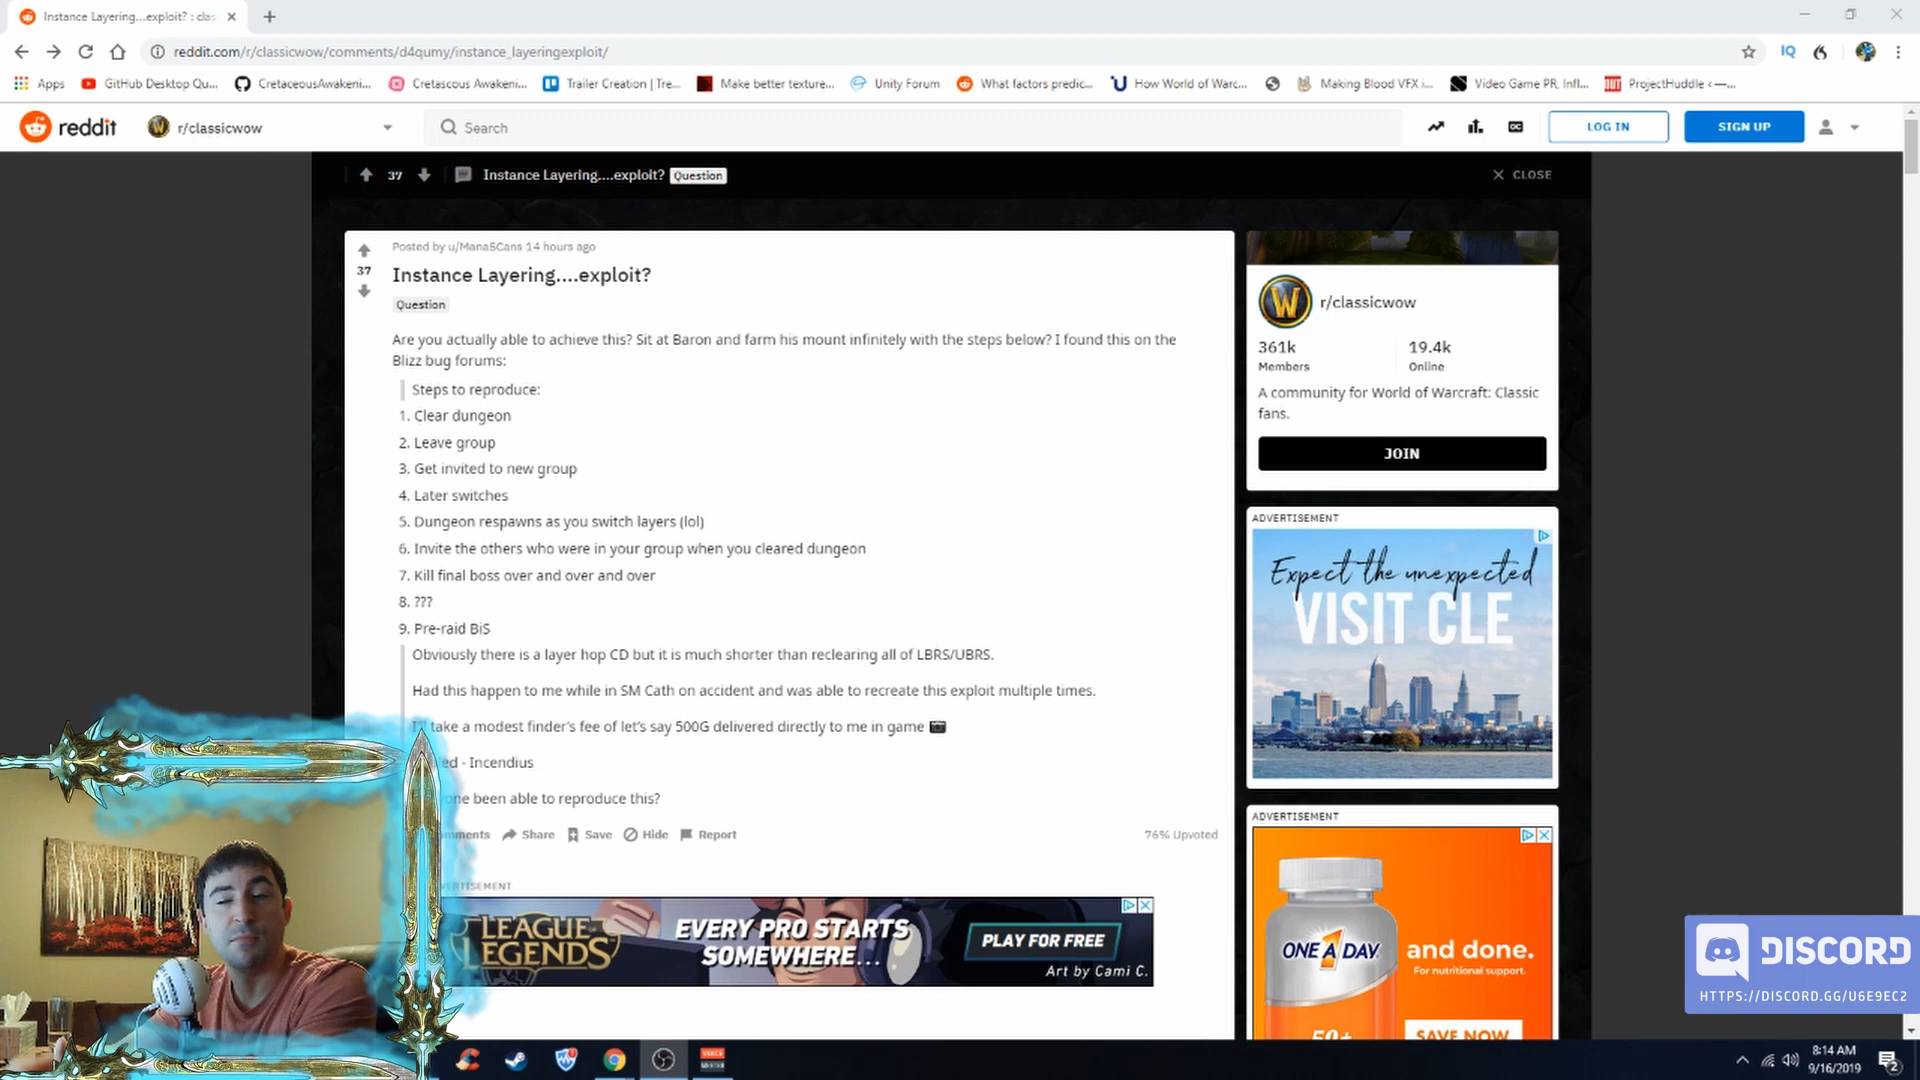 Instance Layering...exploit? : clas
reddit.com/r/classicwow/comments/d4qumy/instance_layeringexploit/
IQ
Apps
GitHub Desktop Qu...
CretaceousAwakeni...
Cretascous Awakeni...
Trailer Creation | Tre...
Make better texture...
Unity Forum
What factors predic...
How World of Warc...
Making Blood VFX i...
Video Game PR, Infl...
ProjectHuddle ‹ —...
reddit
r/classicwow
Search
LOG IN
SIGN UP
37
Instance Layering....exploit?
Question
CLOSE
Posted by u/Mana5Cans 14 hours ago
37
Instance Layering....exploit?
Question
Are you actually able to achieve this? Sit at Baron and farm his mount infinitely with the steps below? I found this on the
Blizz bug forums:
Steps to reproduce:
1. Clear dungeon
2. Leave group
3. Get invited to new group
4. Later switches
5. Dungeon respawns as you switch layers (lol)
6. Invite the others who were in your group when you cleared dungeon
7. Kill final boss over and over and over
8. ???
9. Pre-raid BiS
Obviously there is a layer hop CD but it is much shorter than reclearing all of LBRS/UBRS.
Had this happen to me while in SM Cath on accident and was able to recreate this exploit multiple times.
take a modest finder's fee of let's say 500G delivered directly to me in game
- Incendius
been able to reproduce this?
Share
Save
Hide
Report
76% Upvoted
LEAGUE OF
LEGENDS
EVERY PRO STARTS
SOMEWHERE...
PLAY FOR FREE
Art by Cami C.
r/classicwow
361k
Members
19.4k
Online
A community for World of Warcraft: Classic
fans.
JOIN
ADVERTISEMENT
Expect the unexpected
VISIT CLE
ADVERTISEMENT
ONE A DAY
and done.
For nutritional support.
50+
SAVE NOW
DISCORD
HTTPS://DISCORD.GG/U6E9EC2
8:14 AM
9/16/2019
2